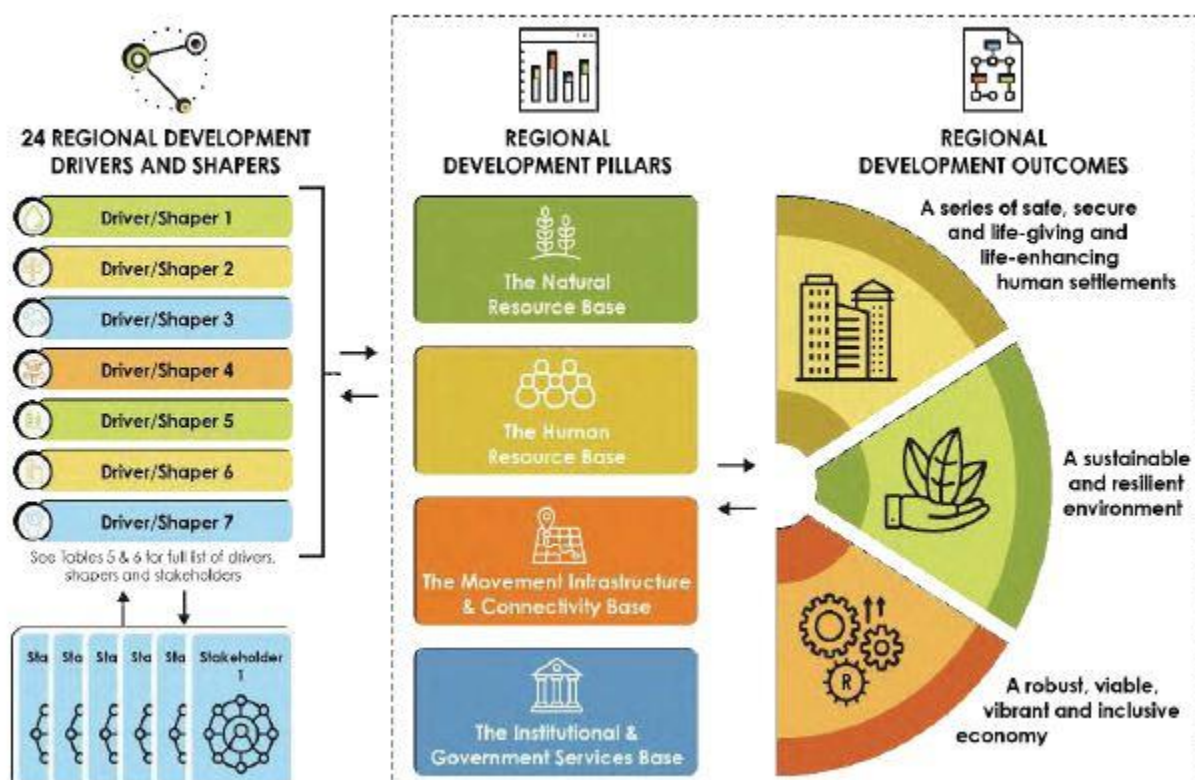 24 REGIONAL DEVELOPMENT
DRIVERS AND SHAPERS
Driver/Shaper 1
Driver/Shaper 2
Driver/Shaper 3
Driver/Shaper 4
Driver/Shaper 5
Driver/Shaper 6
Driver/Shaper 7
See Tables 5 & 6 for full list of drivers,
shapers and stakeholders
Sta
Sta
Sta
Sta
Sta
Stakeholder
1
REGIONAL
DEVELOPMENT PILLARS
The Natural
Resource Base
The Human
Resource Base
The Movement Infrastructure
& Connectivity Base
The Institutional &
Government Services Base
REGIONAL
DEVELOPMENT OUTCOMES
A series of safe, secure
and life-giving and
life-enhancing
human settlements
A sustainable
and resilient
environment
R
A robust, viable,
vibrant and inclusive
economy